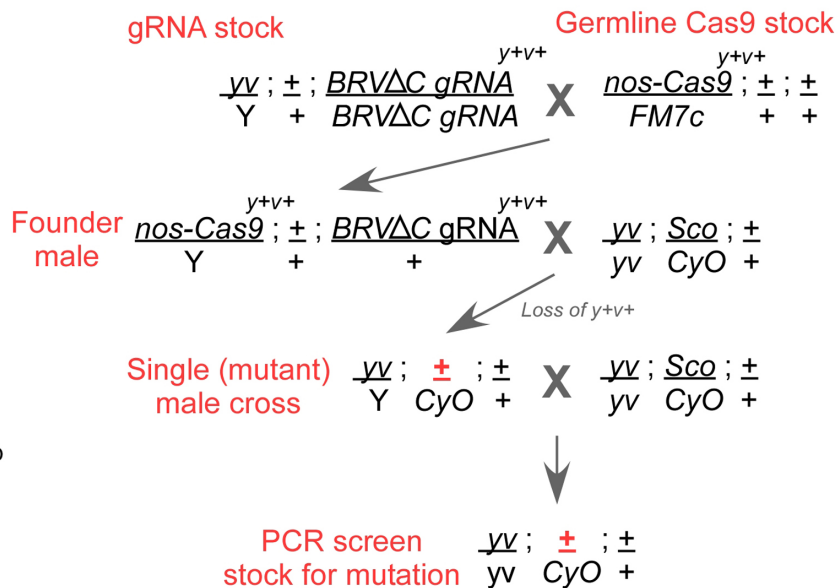 gRNA stock
Germline Cas9 stock
y+v+
y+v+
yv ; + ; BRVΔC gRNA X nos-Cas9 ; + ; +
Y + BRVΔC gRNA FM7c + +
y+v+
y+v+
Founder male
nos-Cas9 ; + ; BRVΔC gRNA X yv ; Sco ; +
Y + + yv CyO +
Loss of y+v+
Single (mutant)
male cross
yv ; + ; + X yv ; Sco ; +
Y CyO + yv CyO +
PCR screen
stock for mutation
yv ; + ; +
yv CyO +